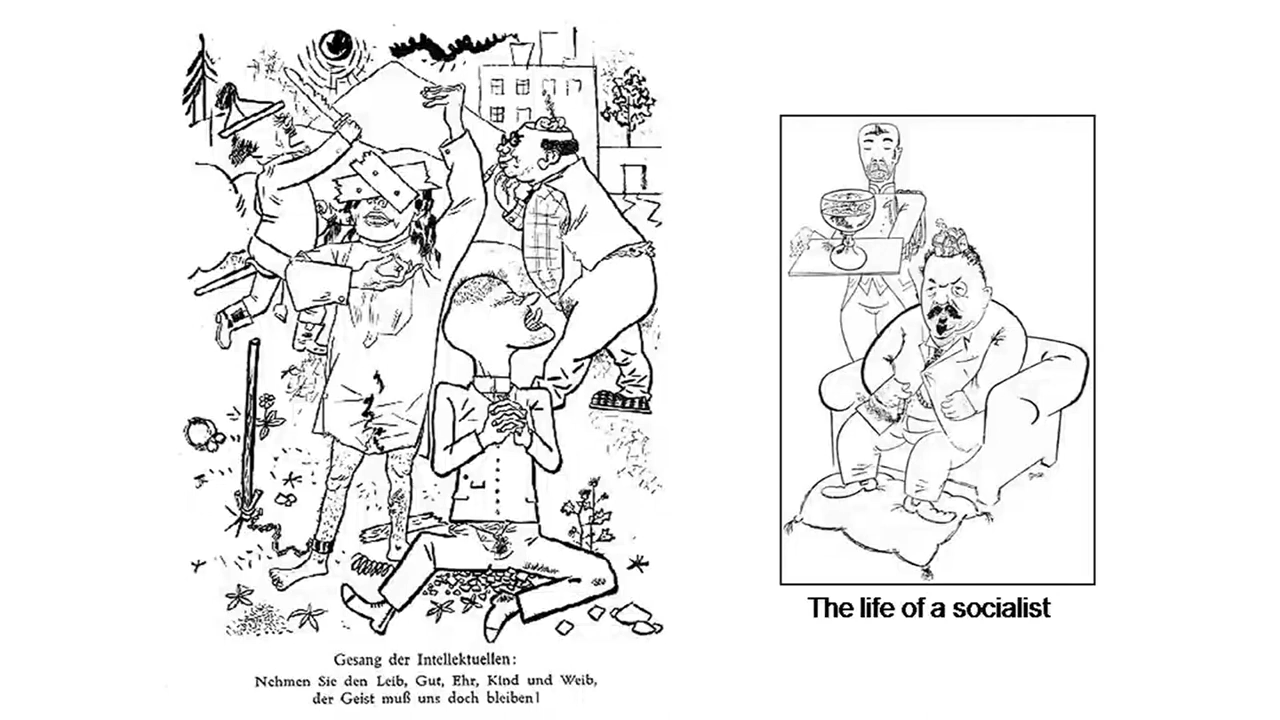 Gesang der Intellektuellen:
Nehmen Sie den Leib, Gut, Ehr, Kind und Weib,
der Geist muß uns doch bleiben!
The life of a socialist